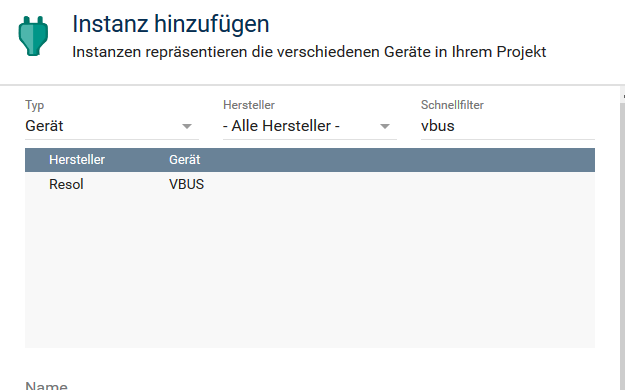 Instanz hinzufügen
Instanzen repräsentieren die verschiedenen Geräte in Ihrem Projekt
Typ Hersteller Schnellfilter
Gerät - Alle Hersteller - vbus
Hersteller Gerät
Resol VBUS
Name